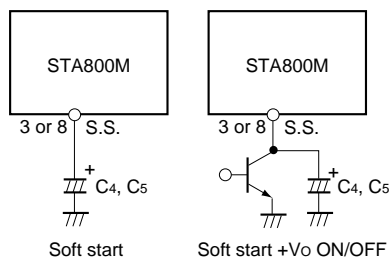 STA800M
3 or 8 S.S.
+
C4, C5
Soft start
STA800M
3 or 8 S.S.
+
C4, C5
Soft start +VO ON/OFF